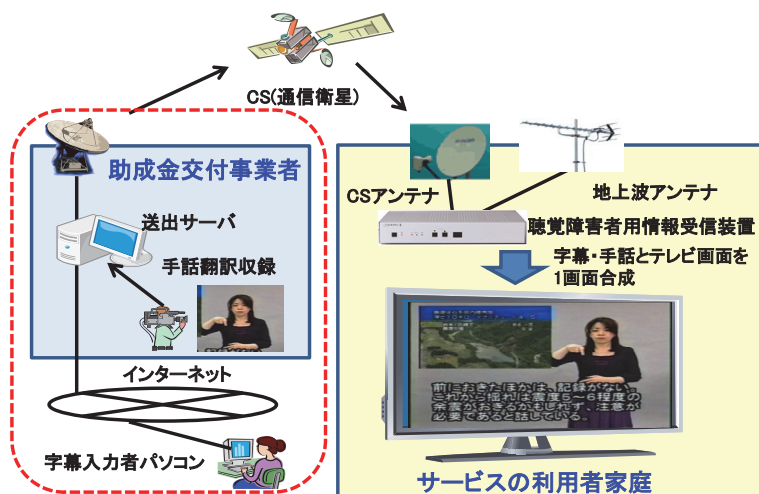 CS(通信衛星)
助成金交付事業者
送出サーバ
手話翻訳収録
インターネット
字幕入力者パソコン
CSアンテナ
地上波アンテナ
聴覚障害者用情報受信装置
字幕・手話とテレビ画面を
1画面合成
前におきたほかは、記録がない。
これから揺れは震度5〜6程度の
余震がおきるかもしれず、注意が
必要であると話している。
サービスの利用者家庭